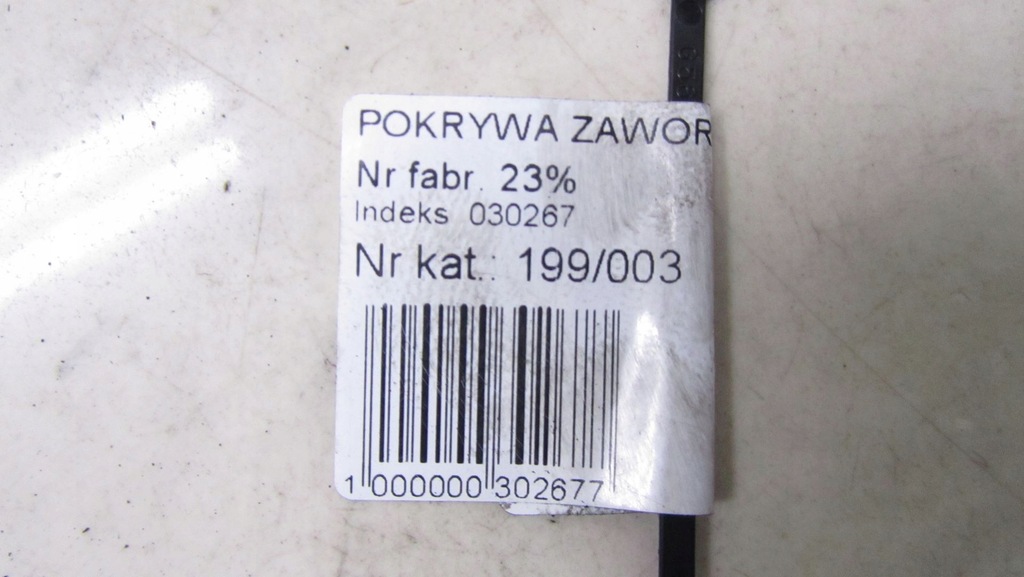 POKRYWA ZAWOR
Nr fabr. 23%
Indeks 030267
Nr kat.: 199/003
1 000000 302677